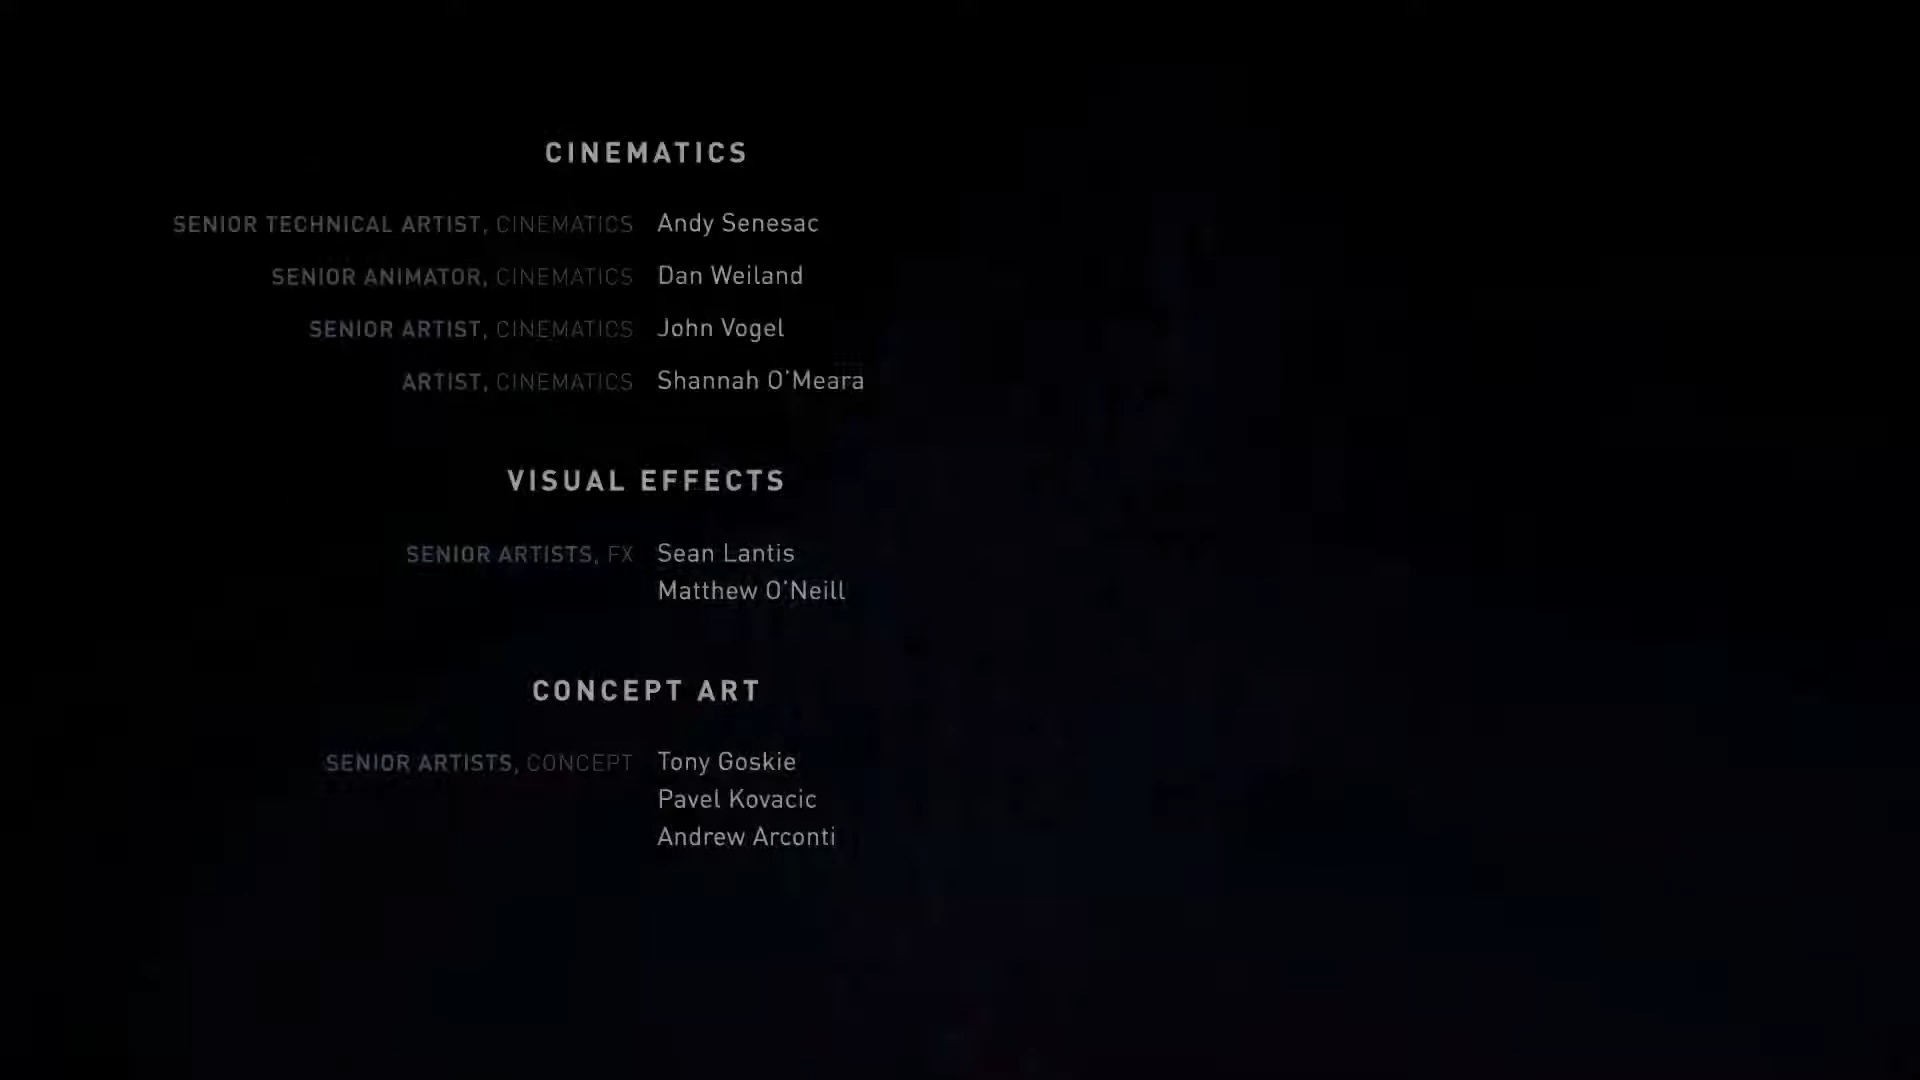 CINEMATICS
SENIOR TECHNICAL ARTIST, CINEMATICS Andy Senesac
SENIOR ANIMATOR, CINEMATICS Dan Weiland
SENIOR ARTIST, CINEMATICS John Vogel
ARTIST, CINEMATICS Shannah O'Meara
VISUAL EFFECTS
SENIOR ARTISTS, FX Sean Lantis
Matthew O'Neill
CONCEPT ART
SENIOR ARTISTS, CONCEPT Tony Goskie
Pavel Kovacic
Andrew Arconti